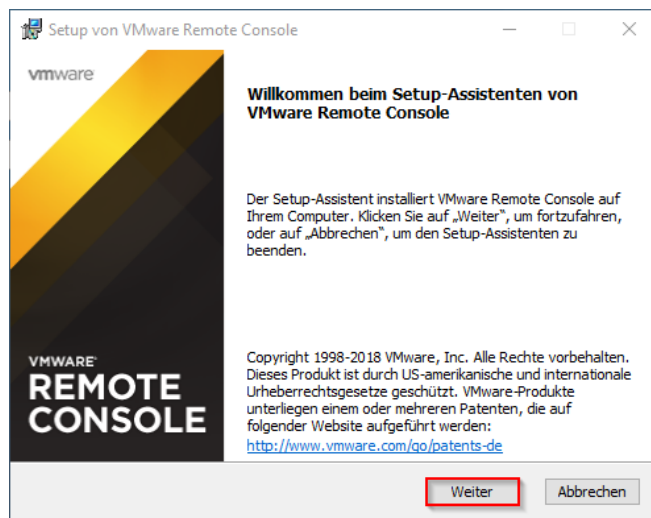 Setup von VMware Remote Console
vmware
Willkommen beim Setup-Assistenten von
VMware Remote Console
Der Setup-Assistent installiert VMware Remote Console auf
Ihrem Computer. Klicken Sie auf „Weiter“, um fortzufahren,
oder auf „Abbrechen“, um den Setup-Assistenten zu
beenden.
VMWARE®
REMOTE
CONSOLE
Copyright 1998-2018 VMware, Inc. Alle Rechte vorbehalten.
Dieses Produkt ist durch US-amerikanische und internationale
Urheberrechtsgesetze geschützt. VMware-Produkte
unterliegen einem oder mehreren Patenten, die auf
folgender Website aufgeführt werden:
http://www.vmware.com/go/patents-de
Weiter
Abbrechen